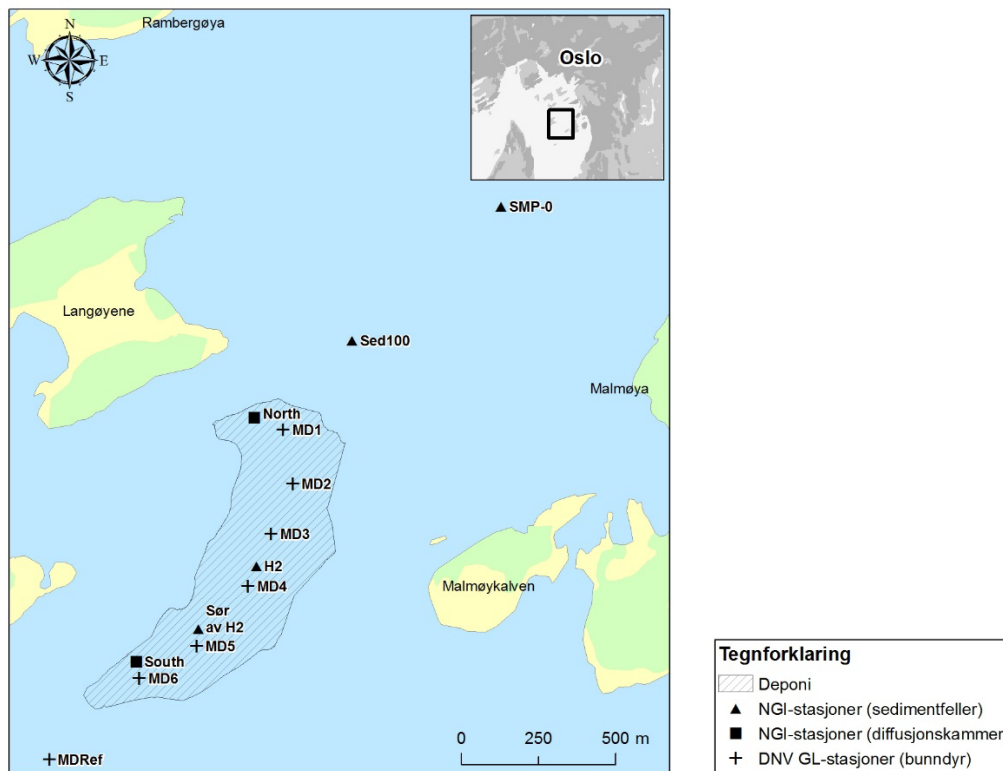 Rambergøya
N
W
E
S
Oslo
SMP-0
Langøyene
Sed100
Malmøya
North
MD1
MD2
MD3
H2
MD4
Malmøykalven
Sør
av H2
MD5
South
MD6
MDRef
0 250 500 m
Tegnforklaring
Deponi
NGI-stasjoner (sedimentfeller)
NGI-stasjoner (diffusjonskammer
DNV GL-stasjoner (bunndyr)